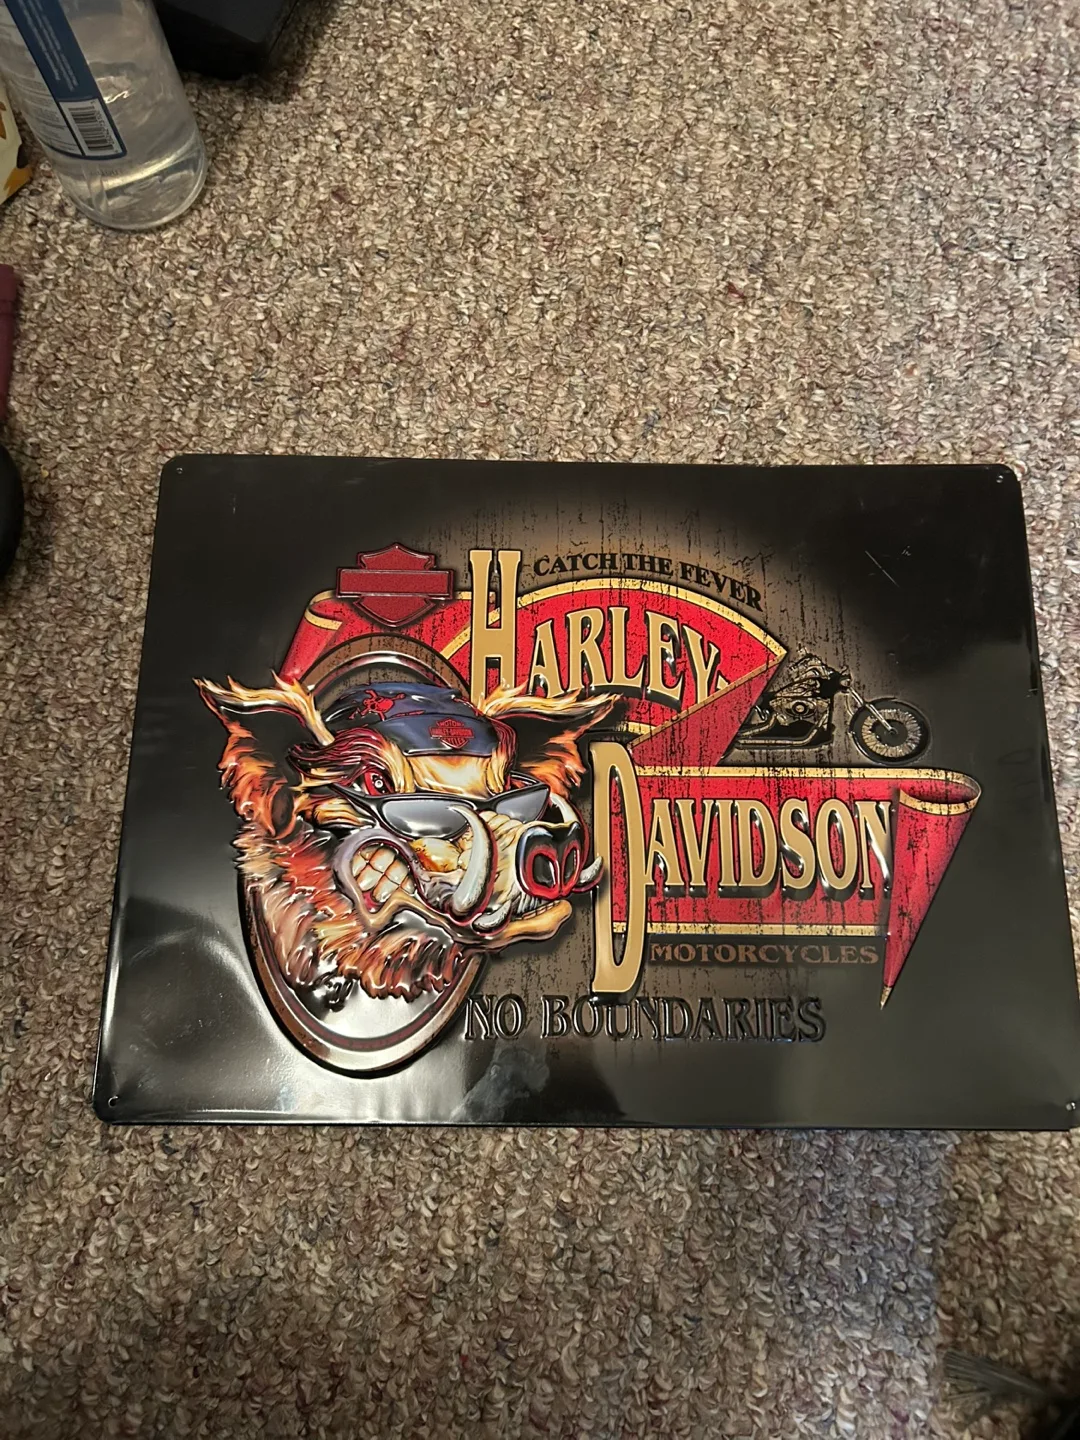 CATCH THE FEVER
HARLEY-
DAVIDSON
MOTORCYCLES
NO BOUNDARIES